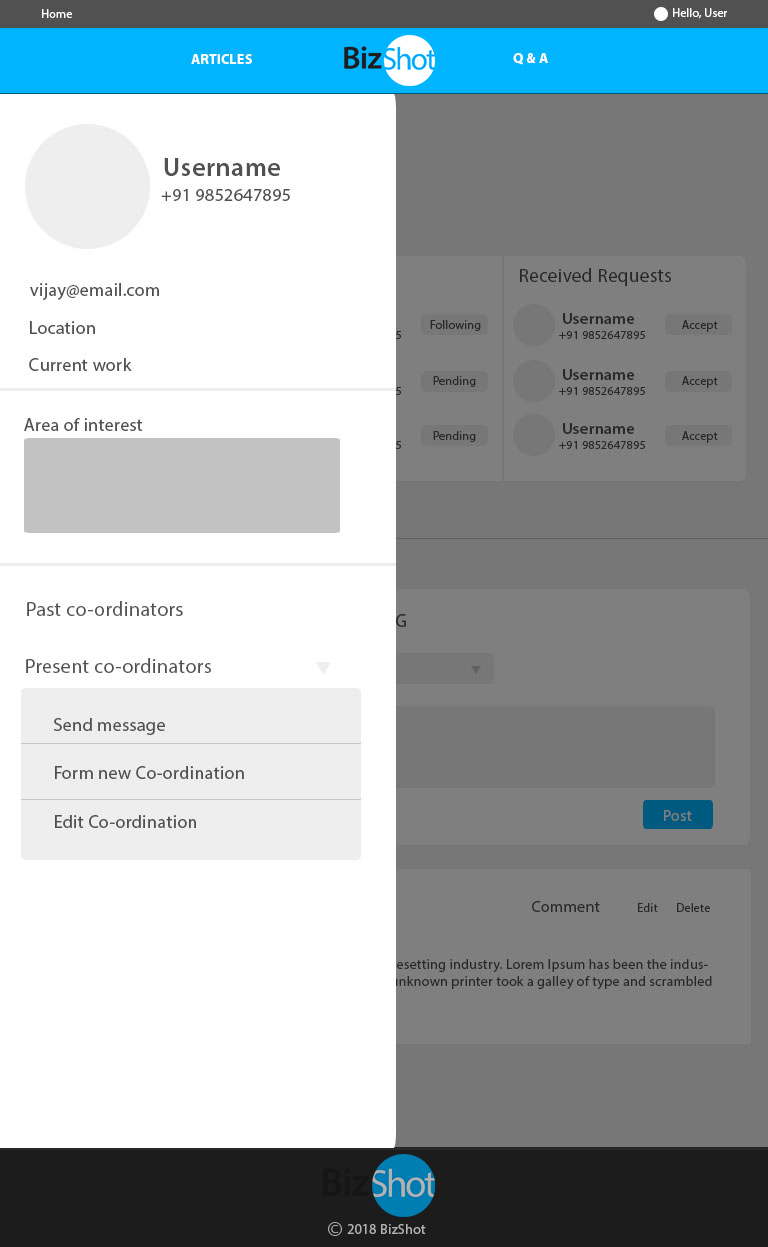 Home
Hello, User
ARTICLES
BizShot
Q & A
Username
+91 9852647895
vijay@email.com
Location
Current work
Area of interest
Past co-ordinators
Present co-ordinators
Send message
Form new Co-ordination
Edit Co-ordination
5 Following
5 Pending
5 Pending
Received Requests
Username
+91 9852647895
Accept
Username
+91 9852647895
Accept
Username
+91 9852647895
Accept
G
Post
Comment Edit Delete
esetting industry. Lorem Ipsum has been the indus-
unknown printer took a galley of type and scrambled
BizShot
© 2018 BizShot